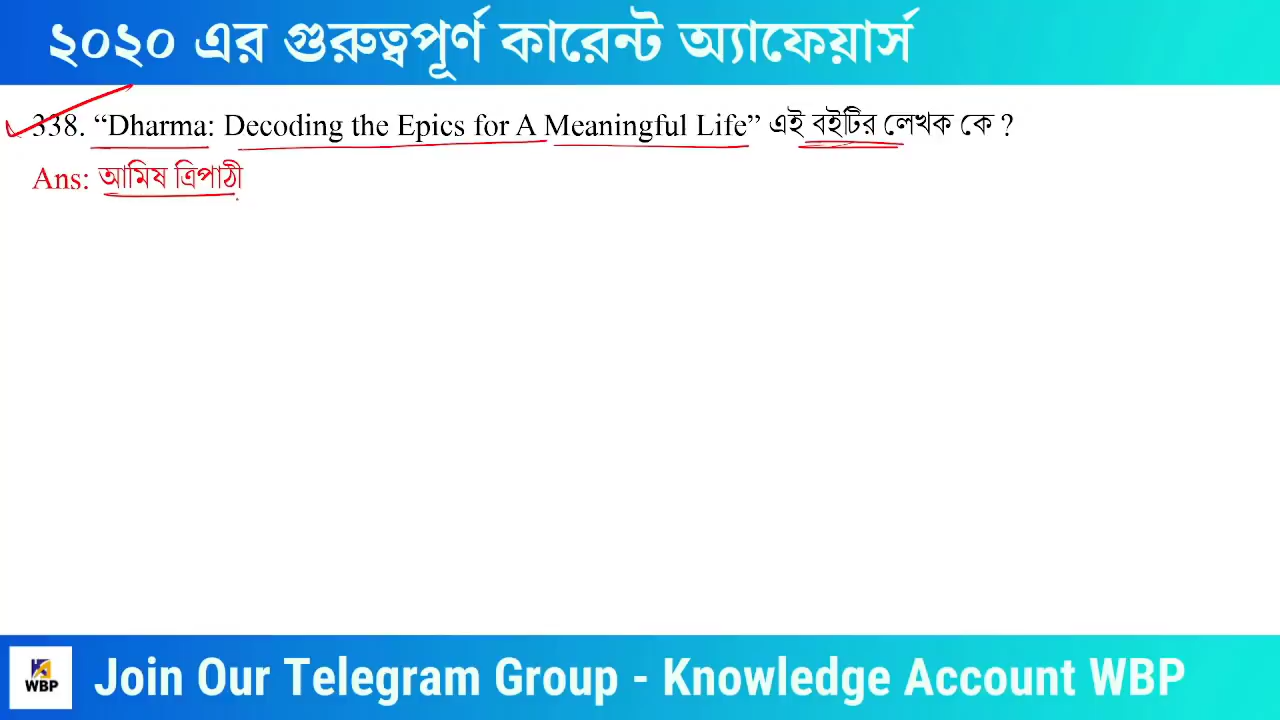 ২০২০ এর গুরুত্বপূর্ণ কারেন্ট অ্যাফেয়ার্স
338. “Dharma: Decoding the Epics for A Meaningful Life” এই বইটির লেখক কে ?
Ans: আমিষ ত্রিপাঠী
WBP
Join Our Telegram Group - Knowledge Account WBP